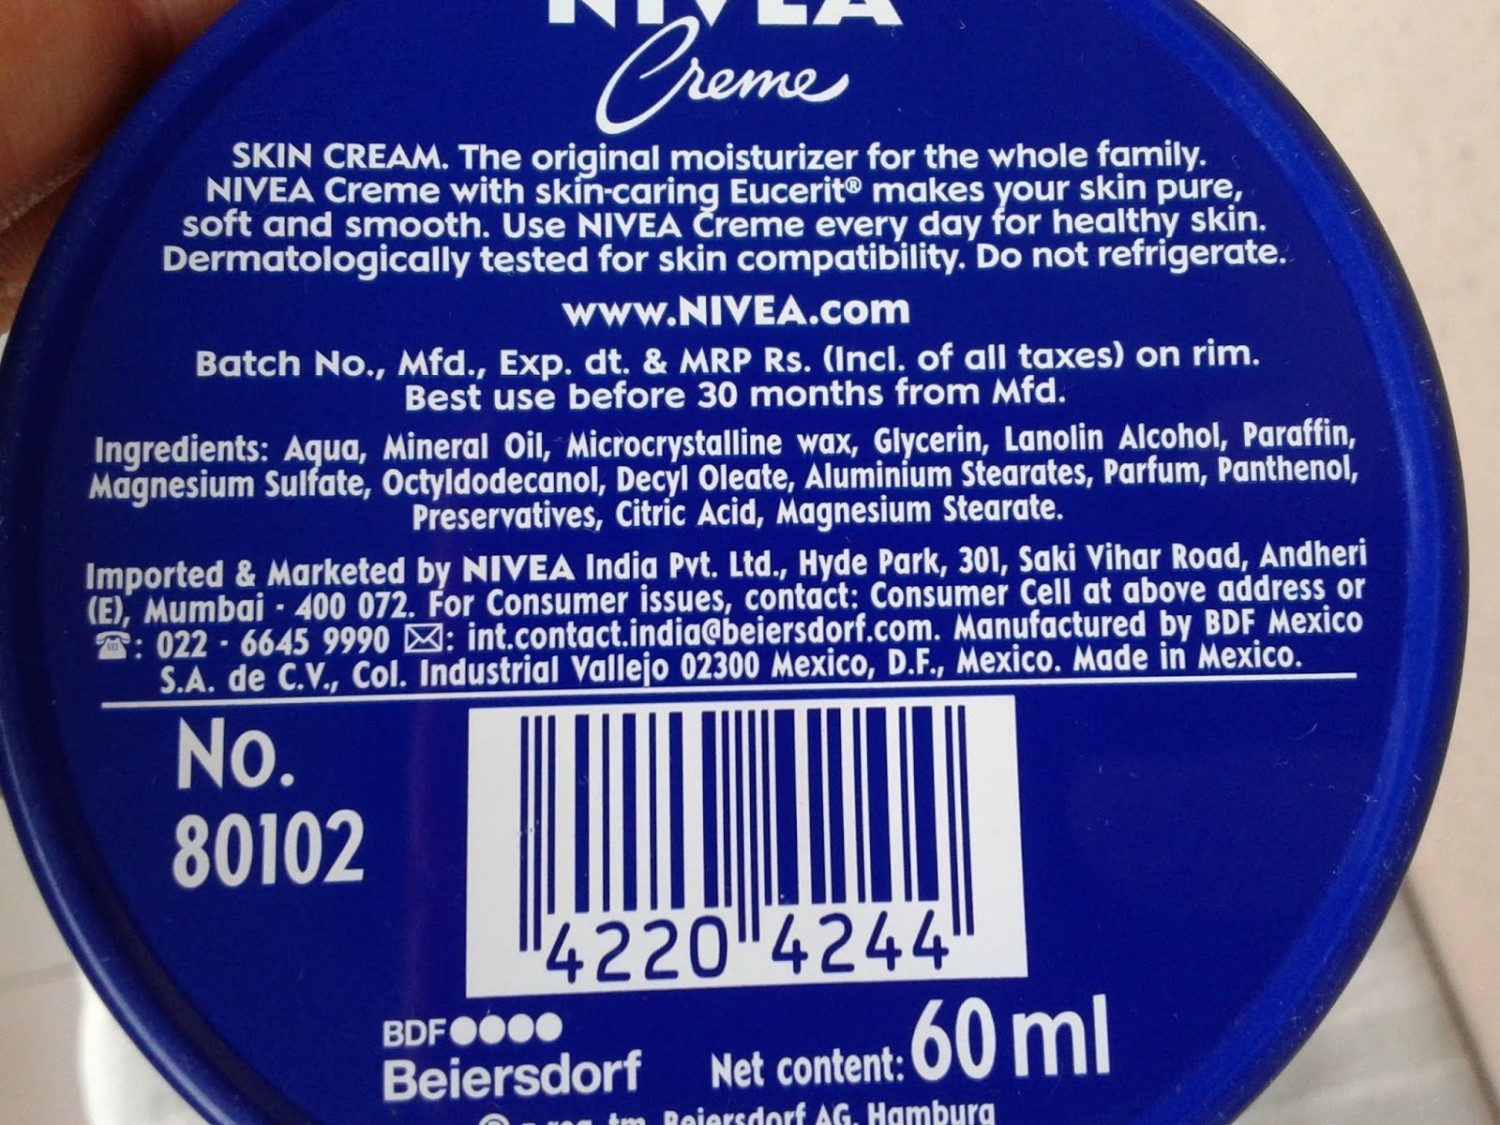 NIVEA
Creme
SKIN CREAM. The original moisturizer for the whole family.
NIVEA Creme with skin-caring Eucerit® makes your skin pure,
soft and smooth. Use NIVEA Creme every day for healthy skin.
Dermatologically tested for skin compatibility. Do not refrigerate.
www.NIVEA.com
Batch No., Mfd., Exp. dt. & MRP Rs. (Incl. of all taxes) on rim.
Best use before 30 months from Mfd.
Ingredients: Aqua, Mineral Oil, Microcrystalline wax, Glycerin, Lanolin Alcohol, Paraffin,
Magnesium Sulfate, Octyldodecanol, Decyl Oleate, Aluminium Stearates, Parfum, Panthenol,
Preservatives, Citric Acid, Magnesium Stearate.
Imported & Marketed by NIVEA India Pvt. Ltd., Hyde Park, 301, Saki Vihar Road, Andheri
(E), Mumbai - 400 072. For Consumer issues, contact: Consumer Cell at above address or
☎: 022 - 6645 9990 ✉: int.contact.india@beiersdorf.com. Manufactured by BDF Mexico
S.A. de C.V., Col. Industrial Vallejo 02300 Mexico, D.F., Mexico. Made in Mexico.
No.
80102
4220 4244
BDF●●●●
Beiersdorf
Net content: 60 ml
® = reg. tm. Beiersdorf AG, Hamburg